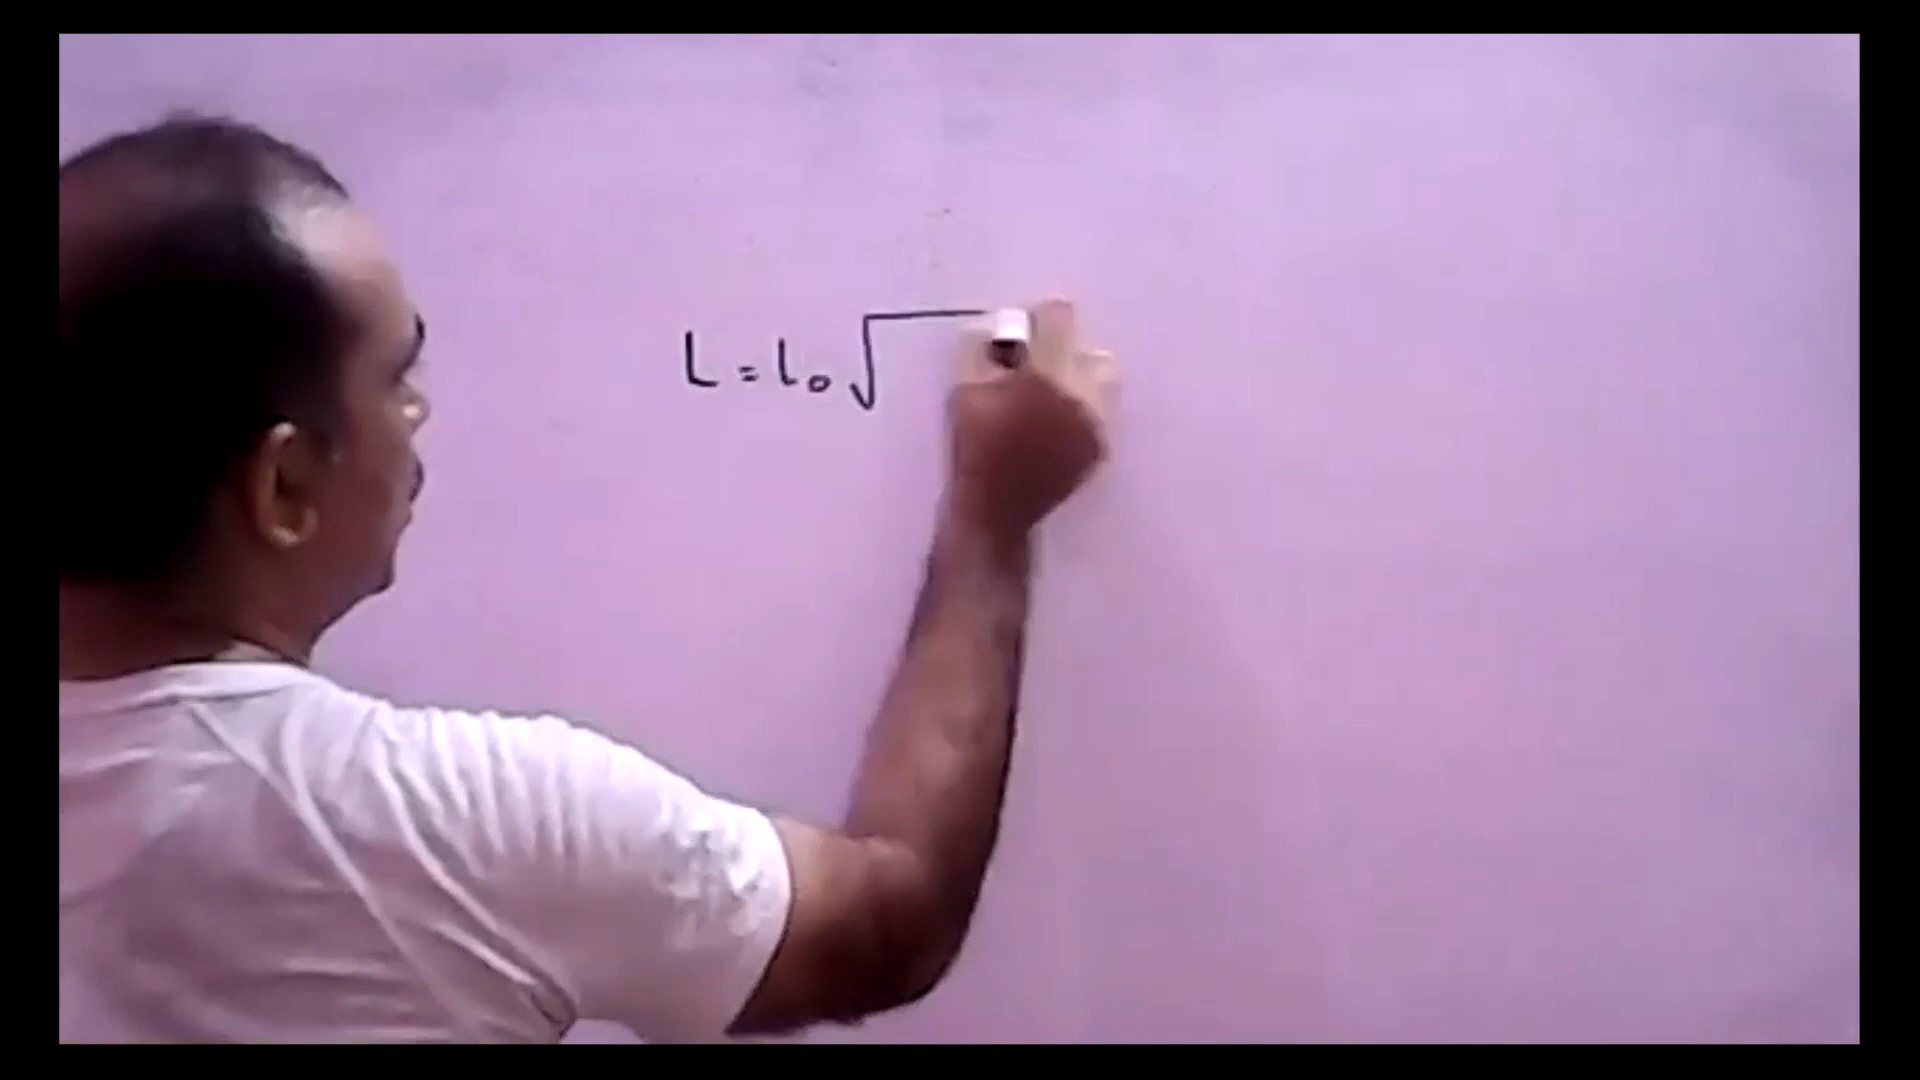 L = l₀ √